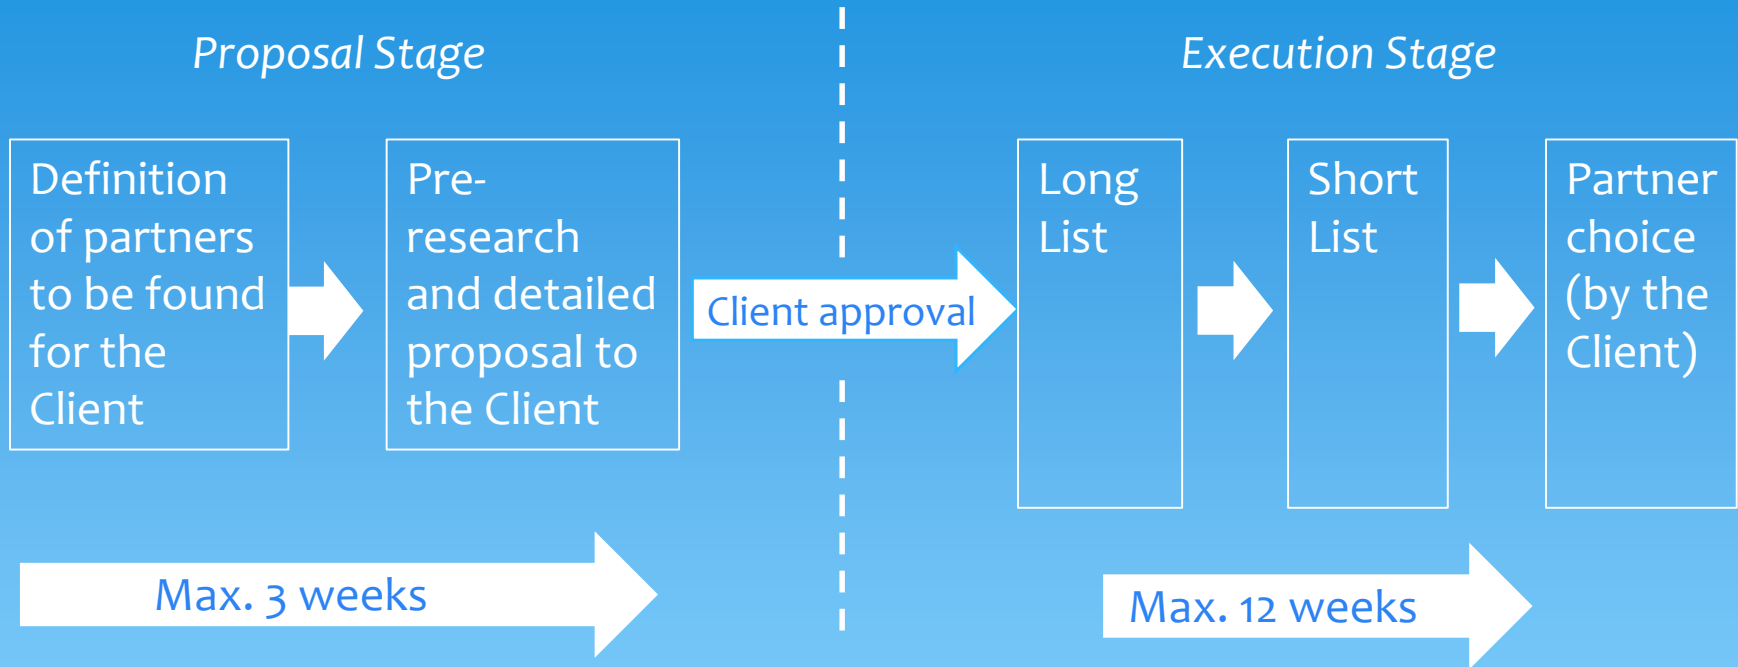 Proposal Stage
Execution Stage
Definition
of partners
to be found
for the
Client
Pre-
research
and detailed
proposal to
the Client
Client approval
Long
List
Short
List
Partner
choice
(by the
Client)
Max. 3 weeks
Max. 12 weeks